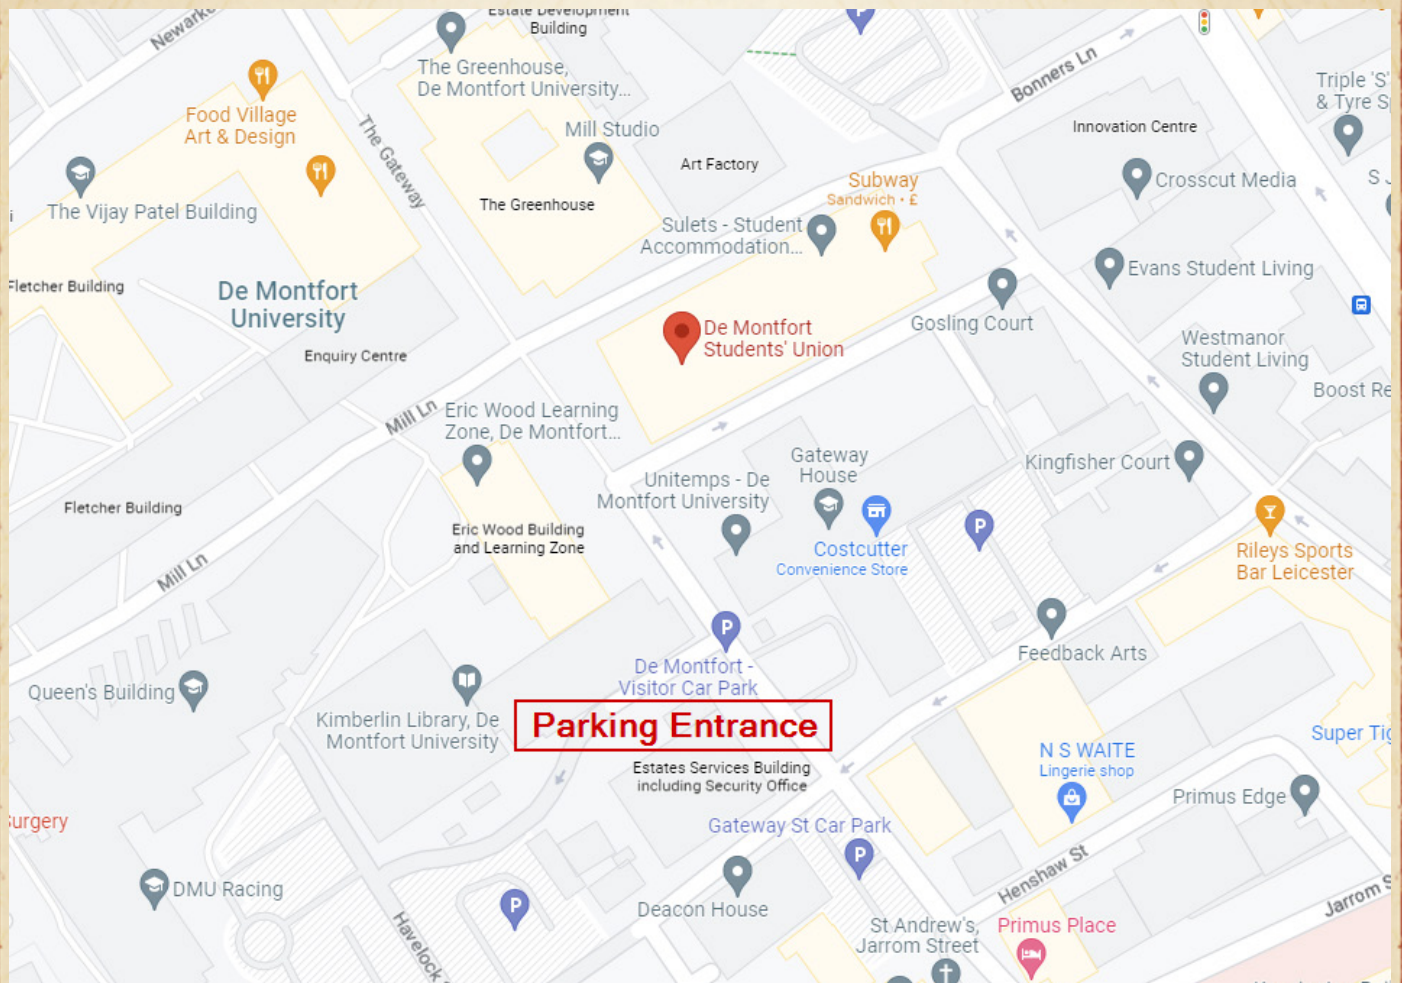 Newarke
Estate Development
Building
The Greenhouse,
De Montfort University...
Food Village
Art & Design
The Gateway
Mill Studio
Art Factory
Bonners Ln
Innovation Centre
Triple 'S'
& Tyre
Crosscut Media
S J
Subway
Sandwich • £
The Vijay Patel Building
The Greenhouse
Sulets - Student
Accommodation...
Evans Student Living
Fletcher Building
De Montfort
University
Gosling Court
De Montfort
Students' Union
Enquiry Centre
Westmanor
Student Living
Boost Re
Mill Ln
Eric Wood Learning
Zone, De Montfort...
Gateway
House
Kingfisher Court
Unitemps - De
Montfort University
Fletcher Building
Eric Wood Building
and Learning Zone
P
Costcutter
Convenience Store
Rileys Sports
Bar Leicester
Mill Ln
P
Feedback Arts
De Montfort -
Visitor Car Park
Queen's Building
Kimberlin Library, De
Montfort University
Parking Entrance
Super Tig
N S WAITE
Lingerie shop
Estates Services Building
including Security Office
Primus Edge
urgery
Gateway St Car Park
P
Henshaw St
DMU Racing
P
Deacon House
Jarrom S
St Andrew's,
Jarrom Street
Primus Place
Havelock